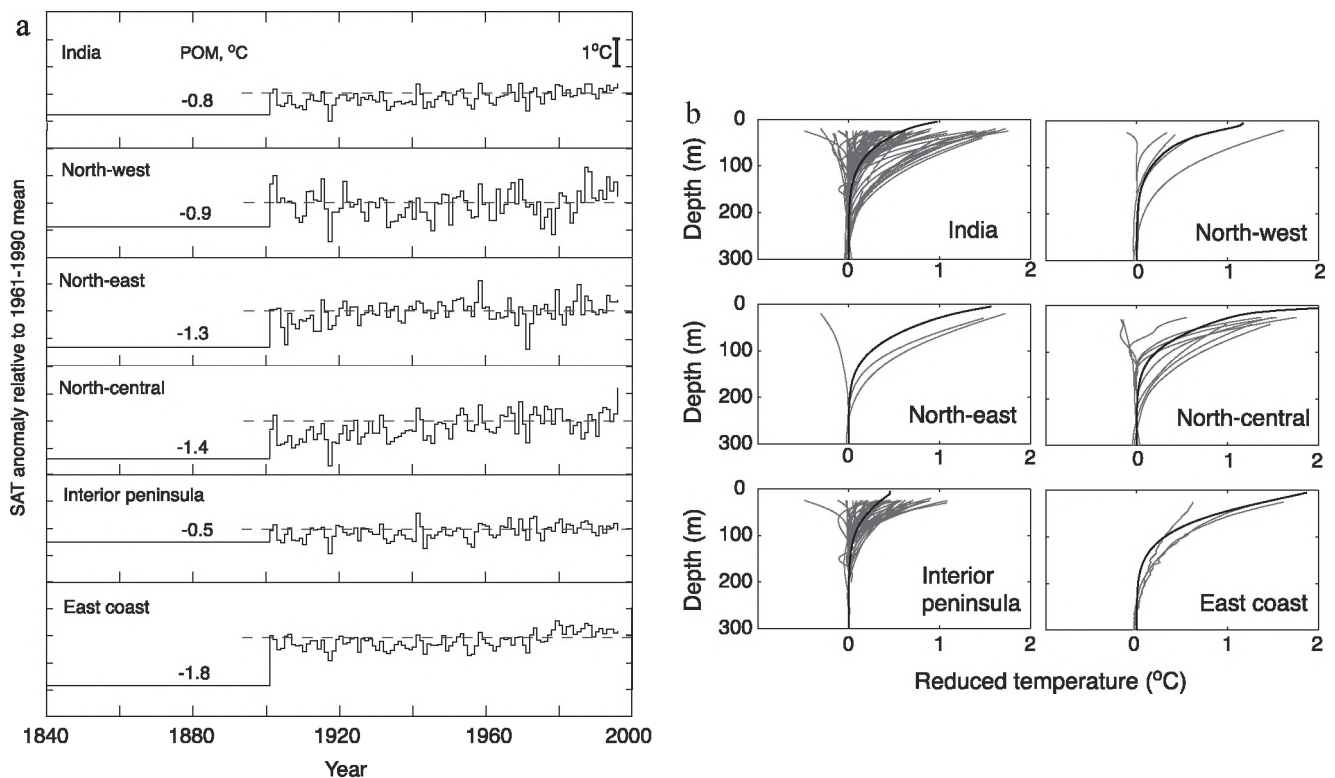 a
India
POM, °C
1°C
-0.8
North-west
-0.9
North-east
-1.3
North-central
-1.4
Interior peninsula
-0.5
East coast
-1.8
SAT anomaly relative to 1961-1990 mean
1840 1880 1920 1960 2000
Year
b
Depth (m)
0
100
200
300
India
0 1 2
North-west
0 1 2
Depth (m)
0
100
200
300
North-east
0 1 2
North-central
0 1 2
Depth (m)
0
100
200
300
Interior
peninsula
0 1 2
East coast
0 1 2
Reduced temperature (°C)